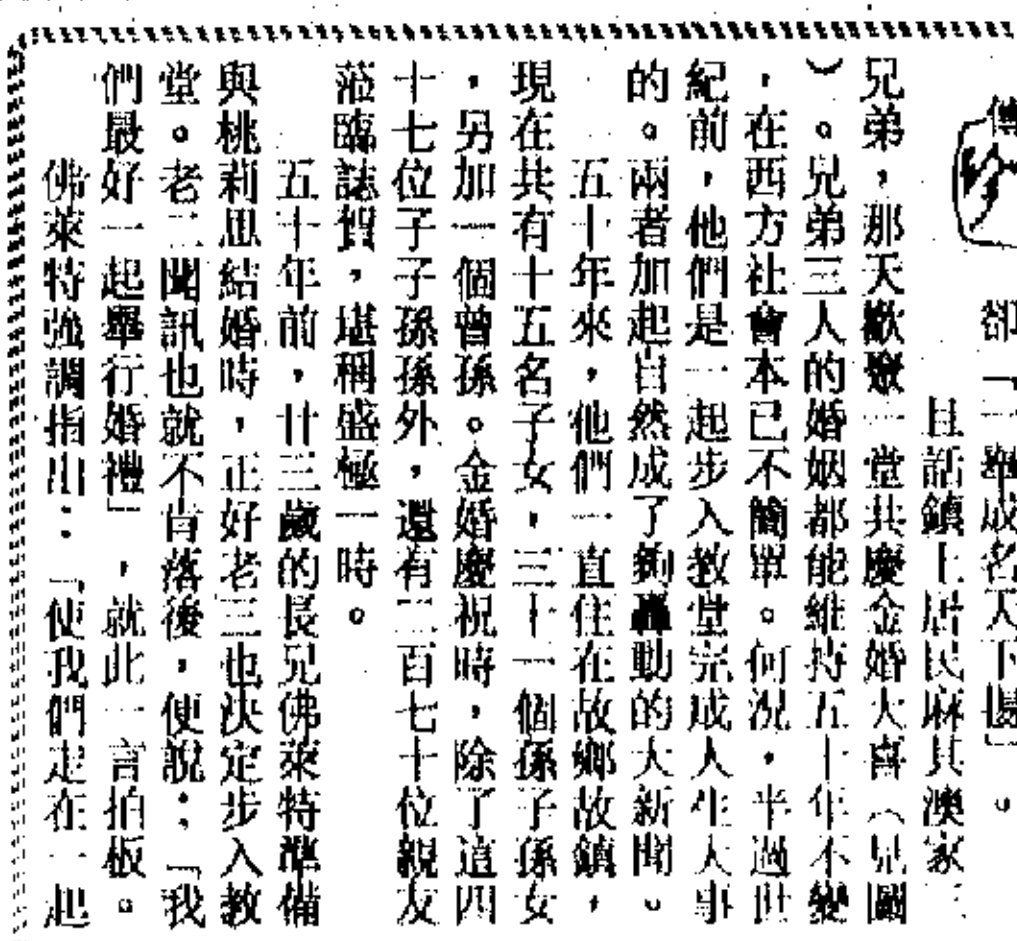 傳
卻「一舉成名天下揚」。
且話鎮上居民麻其澳家三
兄弟，那天歡聚一堂共慶金婚大喜（見圖
）。兄弟三人的婚姻都能維持五十年不變
，在西方社會本已不簡單。何況，半過世
紀前，他們是一起步入教堂完成人生大事
的。兩者加起自然成了夠轟動的大新聞。
五十年來，他們一直住在故鄉故鎮，
現在共有十五名子女，三十一個孫子孫女
，另加一個曾孫。金婚慶祝時，除了這四
十七位子子孫孫外，還有二百七十位親友
蒞臨誌賀，堪稱盛極一時。
五十年前，廿三歲的長兄佛萊特準備
與桃莉思結婚時，正好老三也決定步入教
堂。老二聞訊也就不肯落後，便說：「我
們最好一起舉行婚禮」，就此一言拍板。
佛萊特強調指出：「使我們走在一起